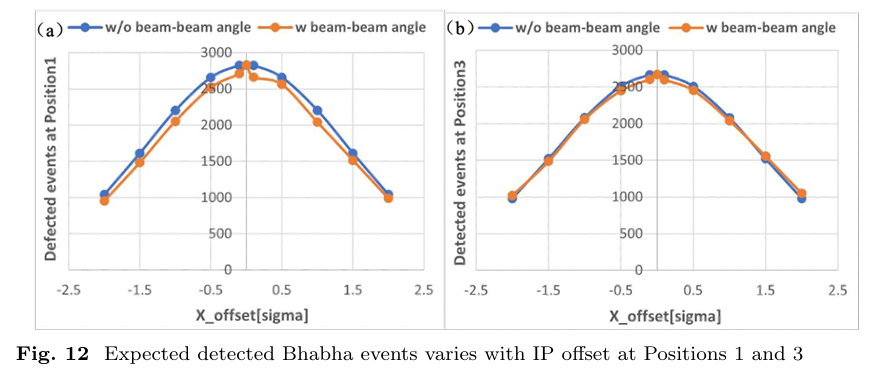 (a) w/o beam-beam angle w beam-beam angle
Defected events at Position1
3000
2500
2000
1500
1000
500
0
-2.5 -1.5 -0.5 0.5 1.5 2.5
X_offset[sigma]
(b) w/o beam-beam angle w beam-beam angle
Detected events at Position3
3000
2500
2000
1500
1000
500
0
-2.5 -1.5 -0.5 0.5 1.5 2.5
X_offset[sigma]
Fig. 12 Expected detected Bhabha events varies with IP offset at Positions 1 and 3